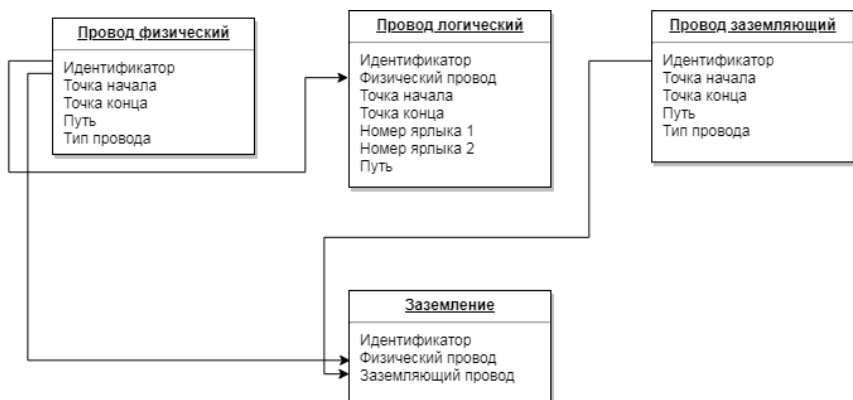 Провод физический
Идентификатор
Точка начала
Точка конца
Путь
Тип провода
Провод логический
Идентификатор
Физический провод
Точка начала
Точка конца
Номер ярлыка 1
Номер ярлыка 2
Путь
Провод заземляющий
Идентификатор
Точка начала
Точка конца
Путь
Тип провода
Заземление
Идентификатор
Физический провод
Заземляющий провод